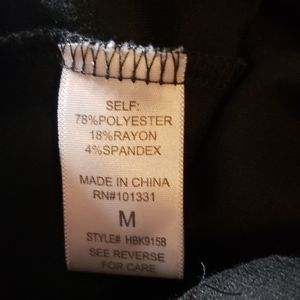 SELF:
78%POLYESTER
18%RAYON
4%SPANDEX
MADE IN CHINA
RN#101331
M
STYLE# HBK9158
SEE REVERSE
FOR CARE